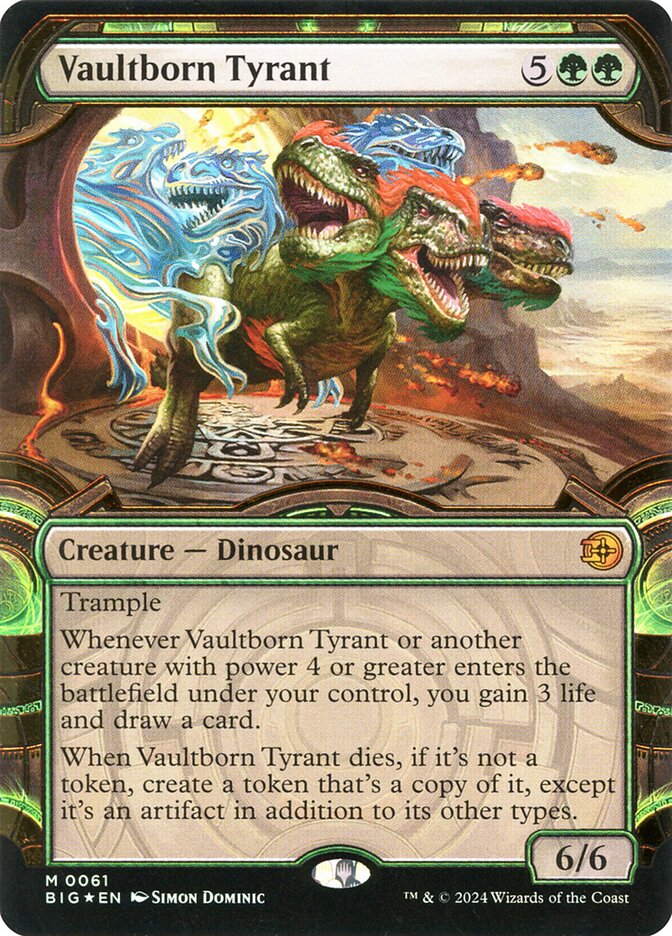 Vaultborn Tyrant 5
Creature — Dinosaur
Trample
Whenever Vaultborn Tyrant or another
creature with power 4 or greater enters the
battlefield under your control, you gain 3 life
and draw a card.
When Vaultborn Tyrant dies, if it's not a
token, create a token that's a copy of it, except
it's an artifact in addition to its other types.
6/6
M 0061
BIG★EN Simon Dominic
™ & © 2024 Wizards of the Coast